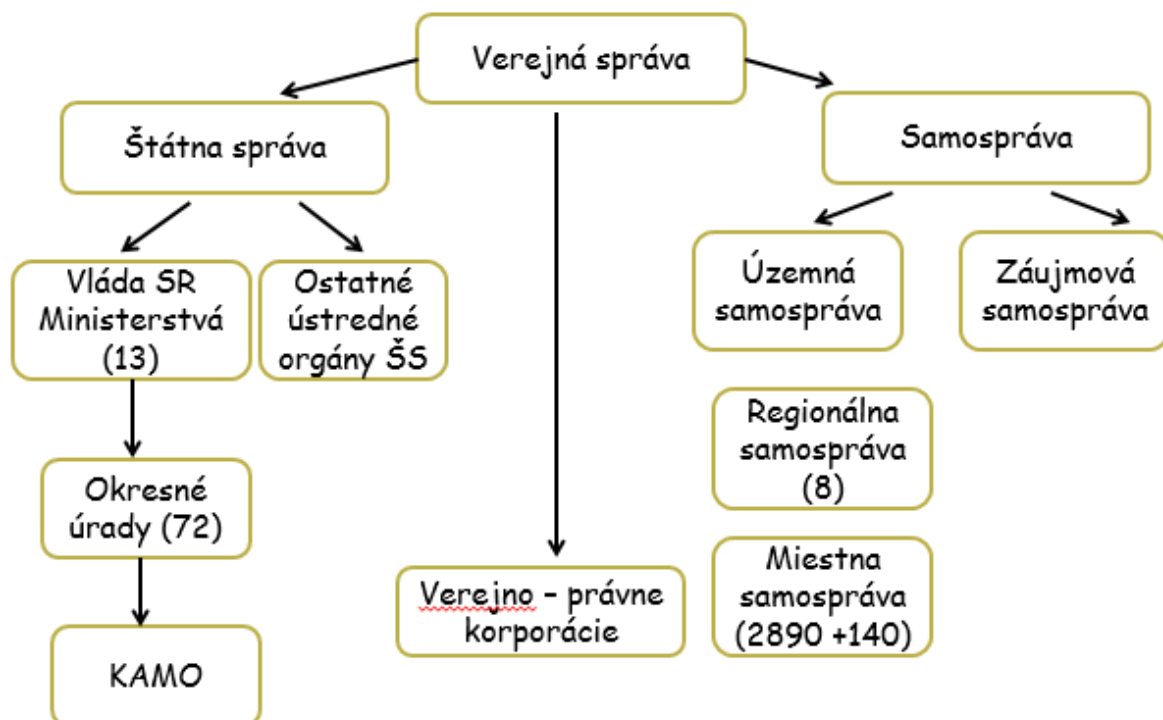 Verejná správa
Štátna správa
Samospráva
Vláda SR
Ministerstvá
(13)
Ostatné
ústredné
orgány ŠS
Územná
samospráva
Záujmová
samospráva
Regionálna
samospráva
(8)
Okresné
úrady (72)
Verejno – právne
korporácie
Miestna
samospráva
(2890 +140)
KAMO